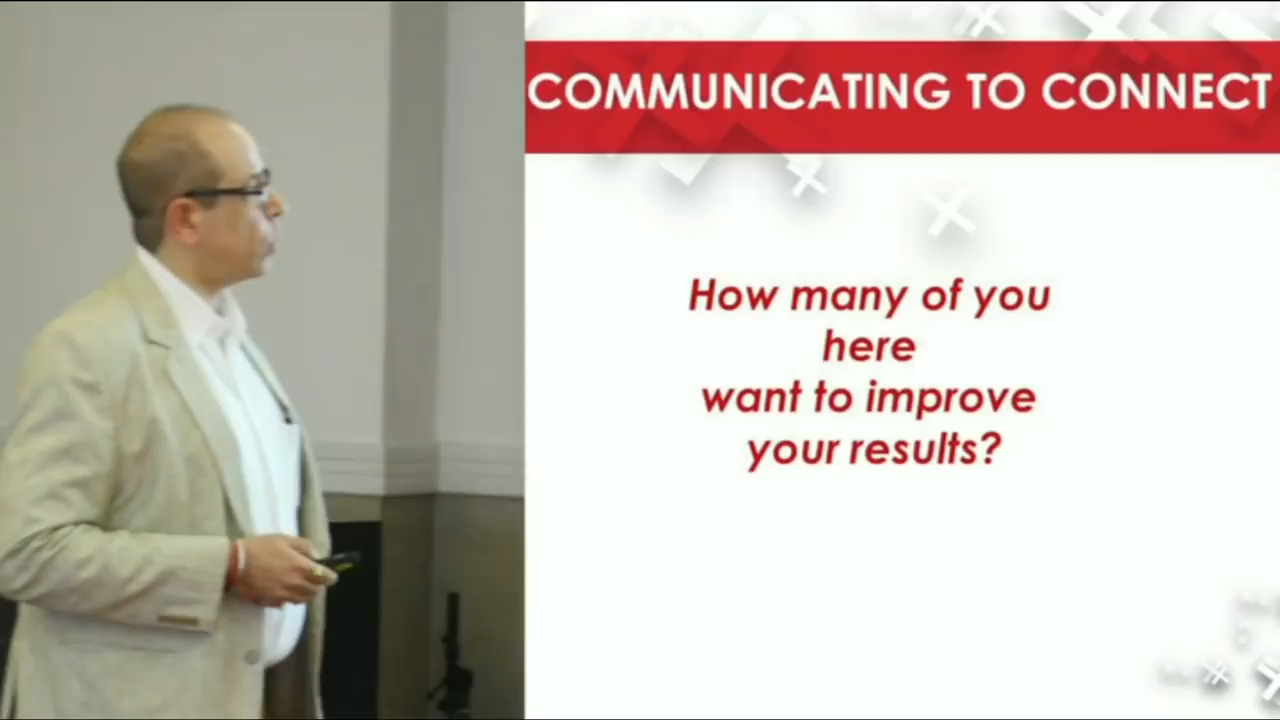 COMMUNICATING TO CONNECT
How many of you
here
want to improve
your results?